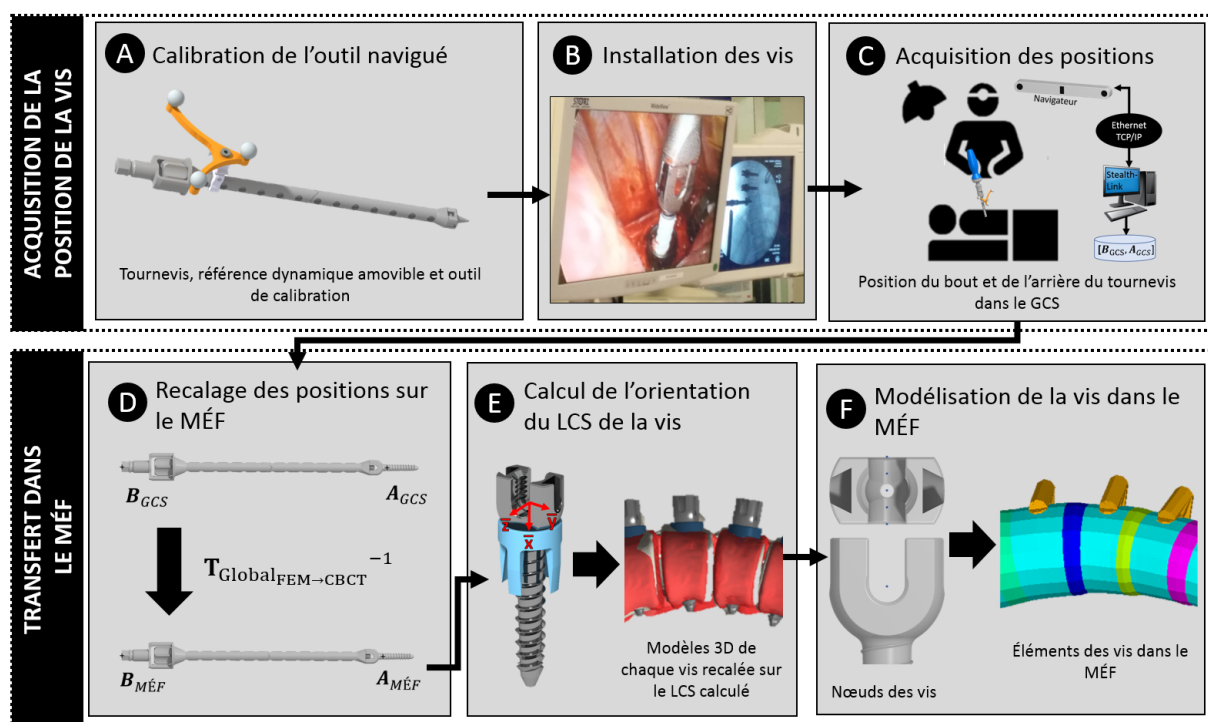 ACQUISITION DE LA
POSITION DE LA VIS
A Calibration de l'outil navigué
Tournevis, référence dynamique amovible et outil
de calibration
B Installation des vis
STORZ
C Acquisition des positions
Navigateur
Ethernet
TCP/IP
Stealth-
Link
[B_GCS, A_GCS]
Position du bout et de l'arrière du tournevis
dans le GCS
TRANSFERT DANS
LE MÉF
D Recalage des positions sur
le MÉF
B_GCS
A_GCS
T_Global_FEM→CBCT ⁻¹
B_MÉF
A_MÉF
E Calcul de l'orientation
du LCS de la vis
z̅ y̅
x̅
Modèles 3D de
chaque vis recalée sur
le LCS calculé
F Modélisation de la vis dans le
MÉF
Nœuds des vis
Éléments des vis dans le
MÉF